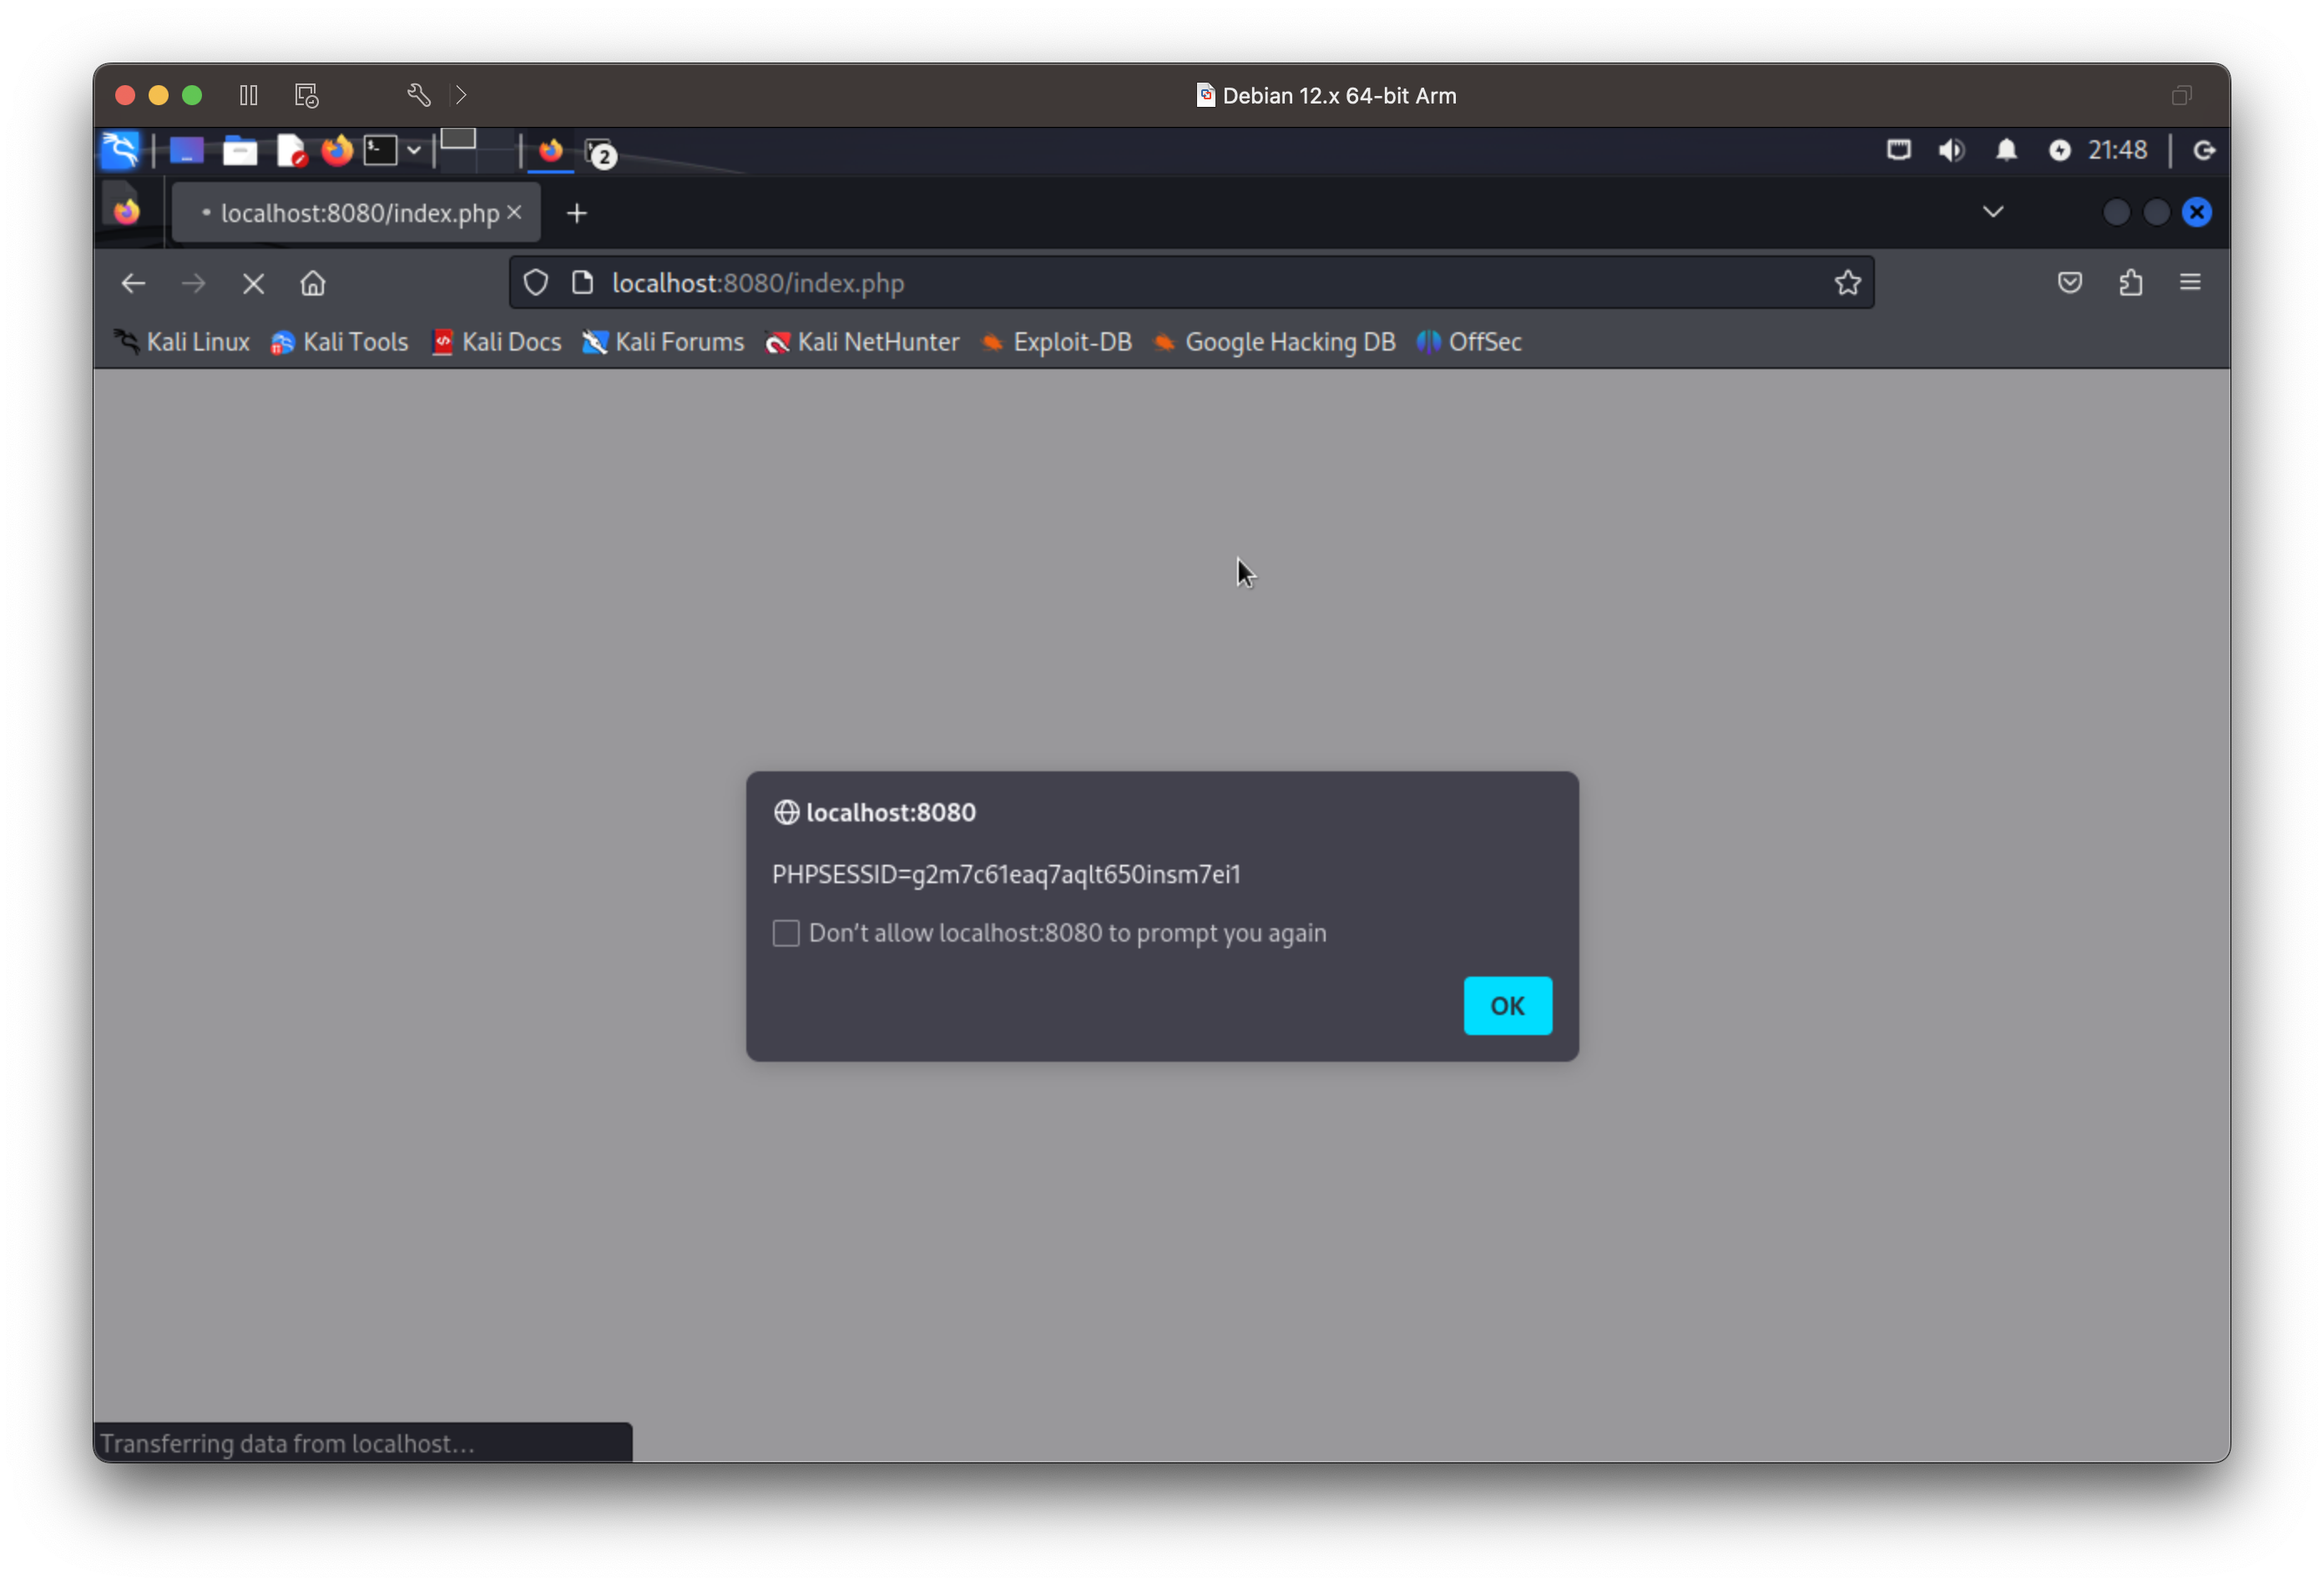 Debian 12.x 64-bit Arm
2
21:48
localhost:8080/index.php
localhost:8080/index.php
Kali Linux Kali Tools Kali Docs Kali Forums Kali NetHunter Exploit-DB Google Hacking DB OffSec
localhost:8080
PHPSESSID=g2m7c61eaq7aqlt650insm7ei1
Don’t allow localhost:8080 to prompt you again
OK
Transferring data from localhost…